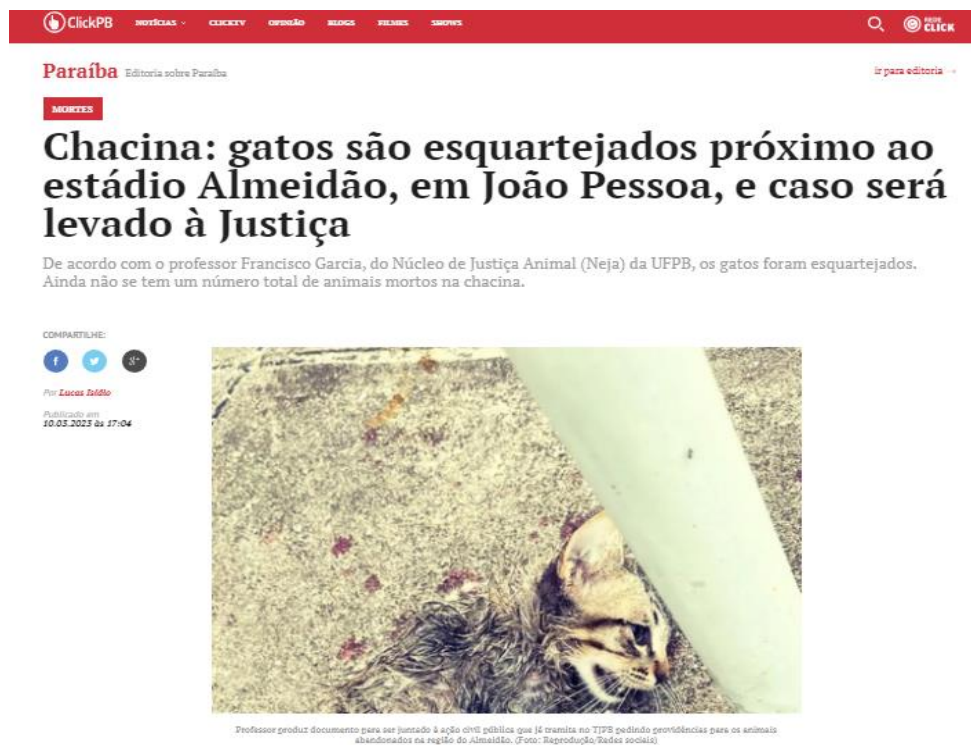 ClickPB NOTÍCIAS CLICKTV OPINIÃO BLOGS FILMES SHOWS REDE CLICK
Paraíba Editoria sobre Paraíba ir para editoria →
MORTES
Chacina: gatos são esquartejados próximo ao
estádio Almeidão, em João Pessoa, e caso será
levado à Justiça
De acordo com o professor Francisco Garcia, do Núcleo de Justiça Animal (Neja) da UFPB, os gatos foram esquartejados.
Ainda não se tem um número total de animais mortos na chacina.
COMPARTILHE:
f g+
Por Lucas Isídio
Publicado em
10.03.2023 às 17:04
Professor produz documento para ser juntado à ação civil pública que já tramita no TJPB pedindo providências para os animais
abandonados na região do Almeidão. (Foto: Reprodução/Redes sociais)